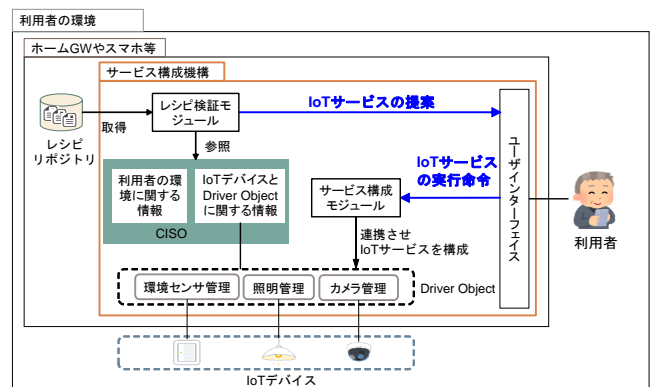 利用者の環境
ホームGWやスマホ等
サービス構成機構
レシピ
リポジトリ
取得
レシピ検証モ
ジュール
IoTサービスの提案
参照
利用者の環
境に関する
情報
IoTデバイスと
Driver Object
に関する情報
CISO
サービス構成
モジュール
IoTサービス
の実行命令
ユーザインターフェイス
利用者
連携させ
IoTサービスを構成
環境センサ管理
照明管理
カメラ管理
Driver Object
IoTデバイス